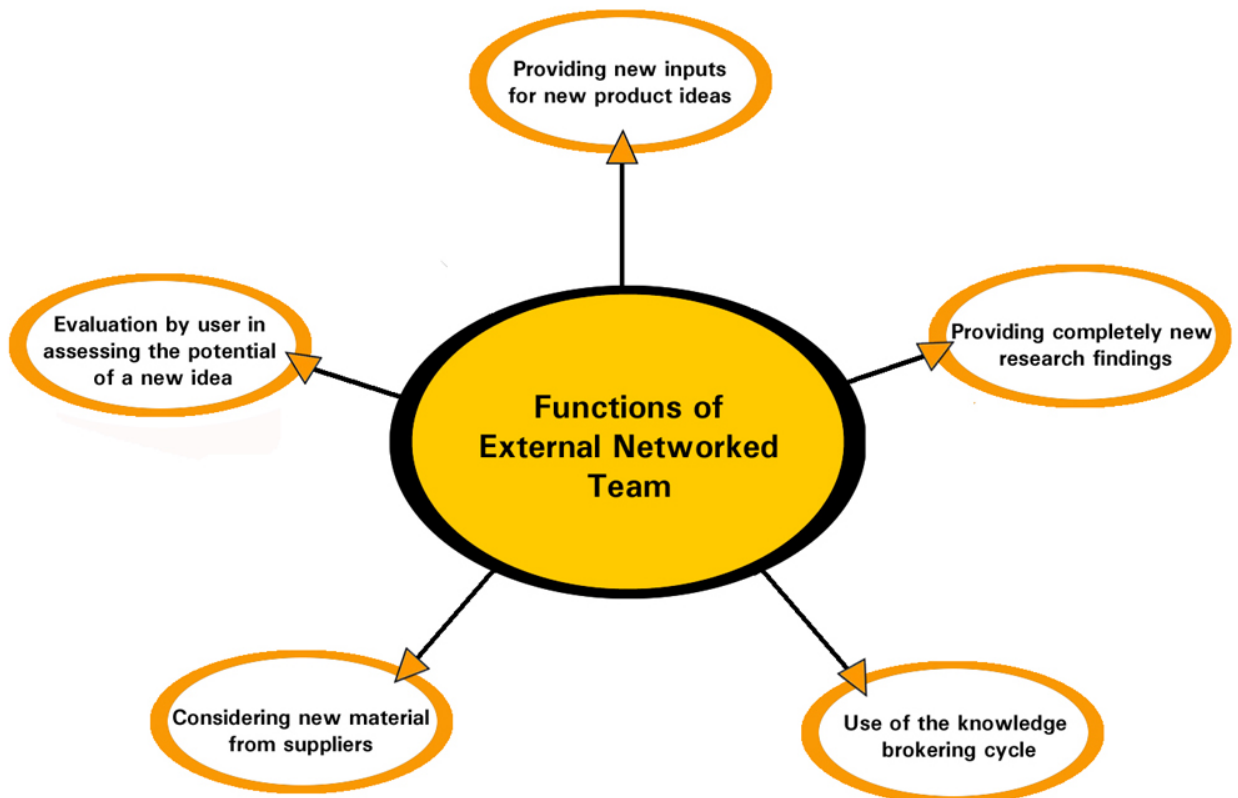 Providing new inputs
for new product ideas
Evaluation by user in
assessing the potential
of a new idea
Providing completely new
research findings
Functions of
External Networked
Team
Considering new material
from suppliers
Use of the knowledge
brokering cycle